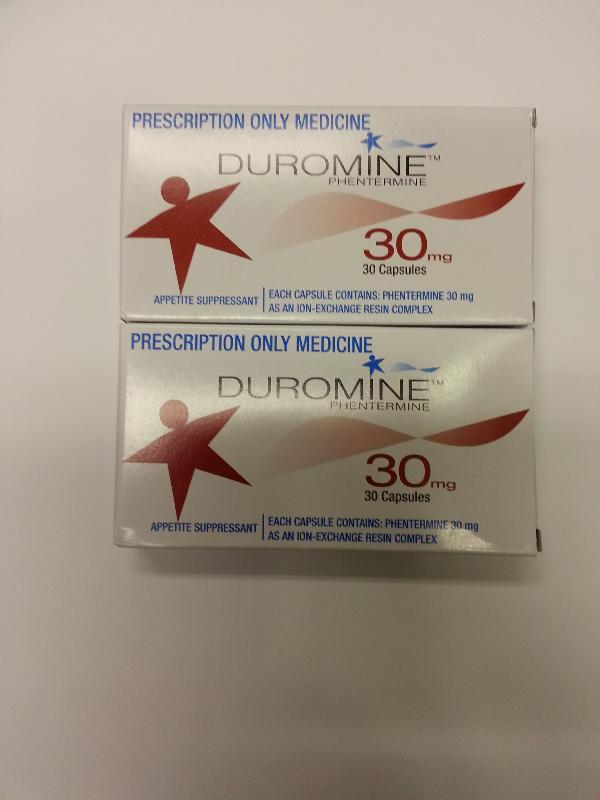 PRESCRIPTION ONLY MEDICINE
DUROMINE™
PHENTERMINE
30mg
30 Capsules
APPETITE SUPPRESSANT
EACH CAPSULE CONTAINS: PHENTERMINE 30 mg
AS AN ION-EXCHANGE RESIN COMPLEX
PRESCRIPTION ONLY MEDICINE
DUROMINE™
PHENTERMINE
30mg
30 Capsules
APPETITE SUPPRESSANT
EACH CAPSULE CONTAINS: PHENTERMINE 30 mg
AS AN ION-EXCHANGE RESIN COMPLEX